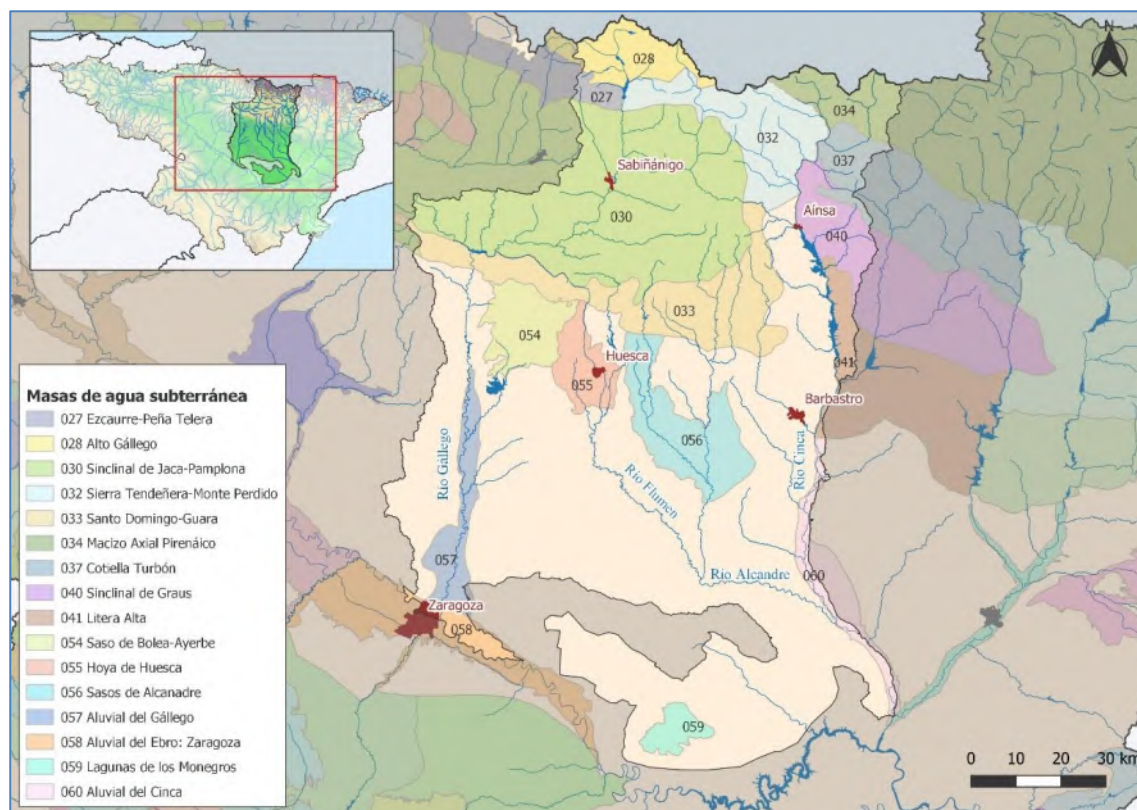 028
027
034
032
037
Sabiñánigo
030
Aínsa
040
033
054
Huesca
041
055
Barbastro
056
Río Gállego
Río Cinca
Río Flumen
057
Río Alcandre
060
Zaragoza
058
059
Masas de agua subterránea
027 Ezcaurre-Peña Telera
028 Alto Gállego
030 Sinclinal de Jaca-Pamplona
032 Sierra Tendeñera-Monte Perdido
033 Santo Domingo-Guara
034 Macizo Axial Pirenáico
037 Cotiella Turbón
040 Sinclinal de Graus
041 Litera Alta
054 Saso de Bolea-Ayerbe
055 Hoya de Huesca
056 Sasos de Alcanadre
057 Aluvial del Gállego
058 Aluvial del Ebro: Zaragoza
059 Lagunas de los Monegros
060 Aluvial del Cinca
N
0 10 20 30 km